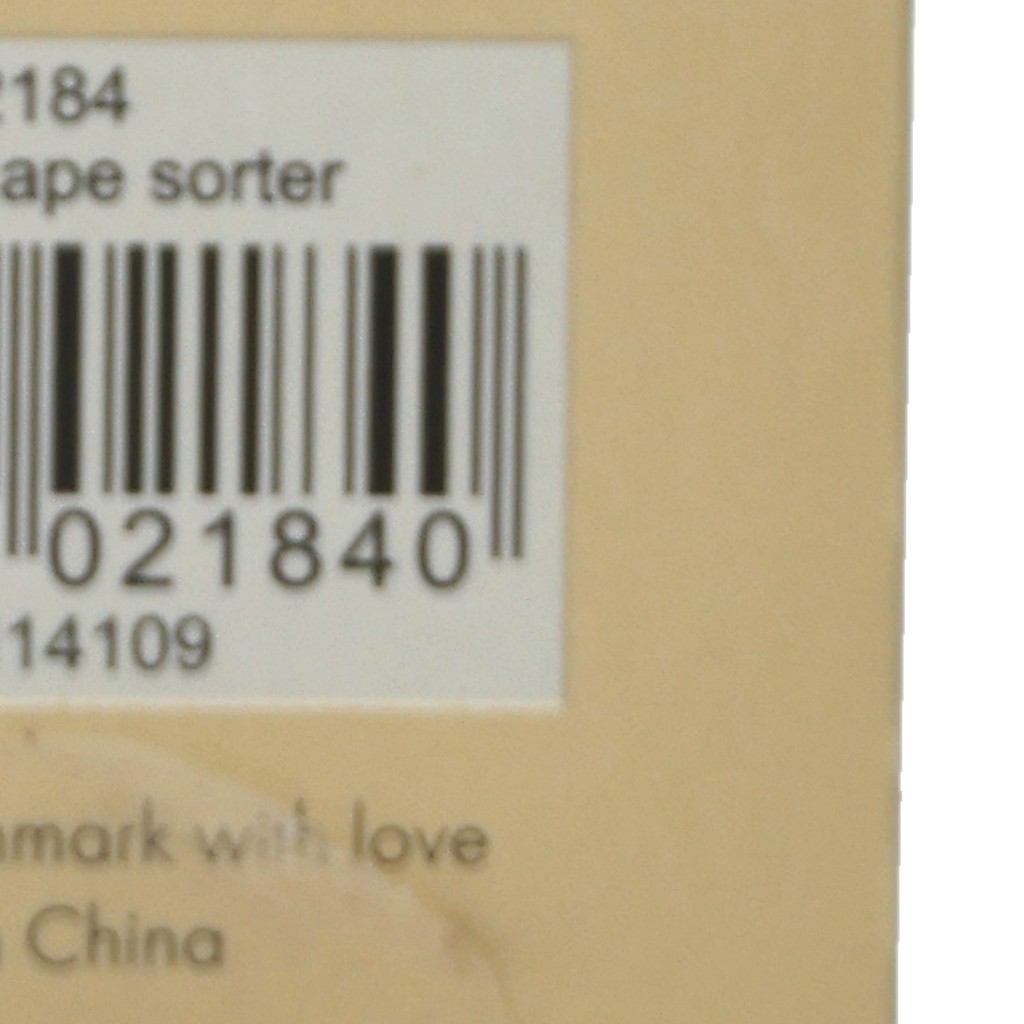 2184
ape sorter
021840
14109
mark with love
China